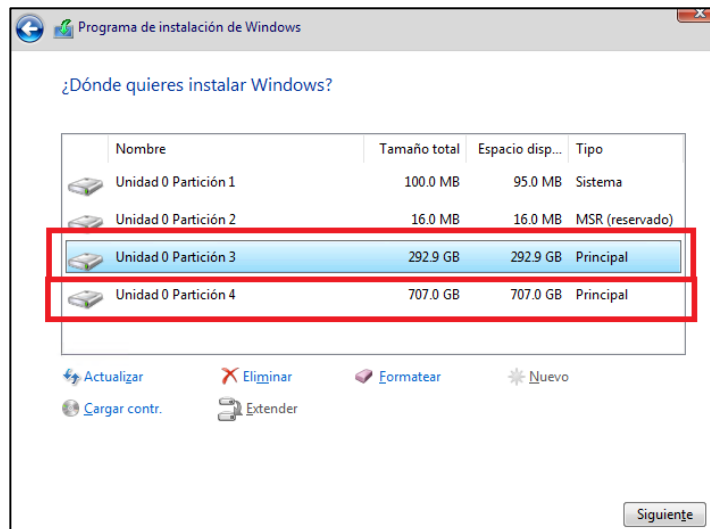 Programa de instalación de Windows
¿Dónde quieres instalar Windows?
Nombre Tamaño total Espacio disp... Tipo
Unidad 0 Partición 1 100.0 MB 95.0 MB Sistema
Unidad 0 Partición 2 16.0 MB 16.0 MB MSR (reservado)
Unidad 0 Partición 3 292.9 GB 292.9 GB Principal
Unidad 0 Partición 4 707.0 GB 707.0 GB Principal
Actualizar Eliminar Formatear Nuevo
Cargar contr. Extender
Siguiente